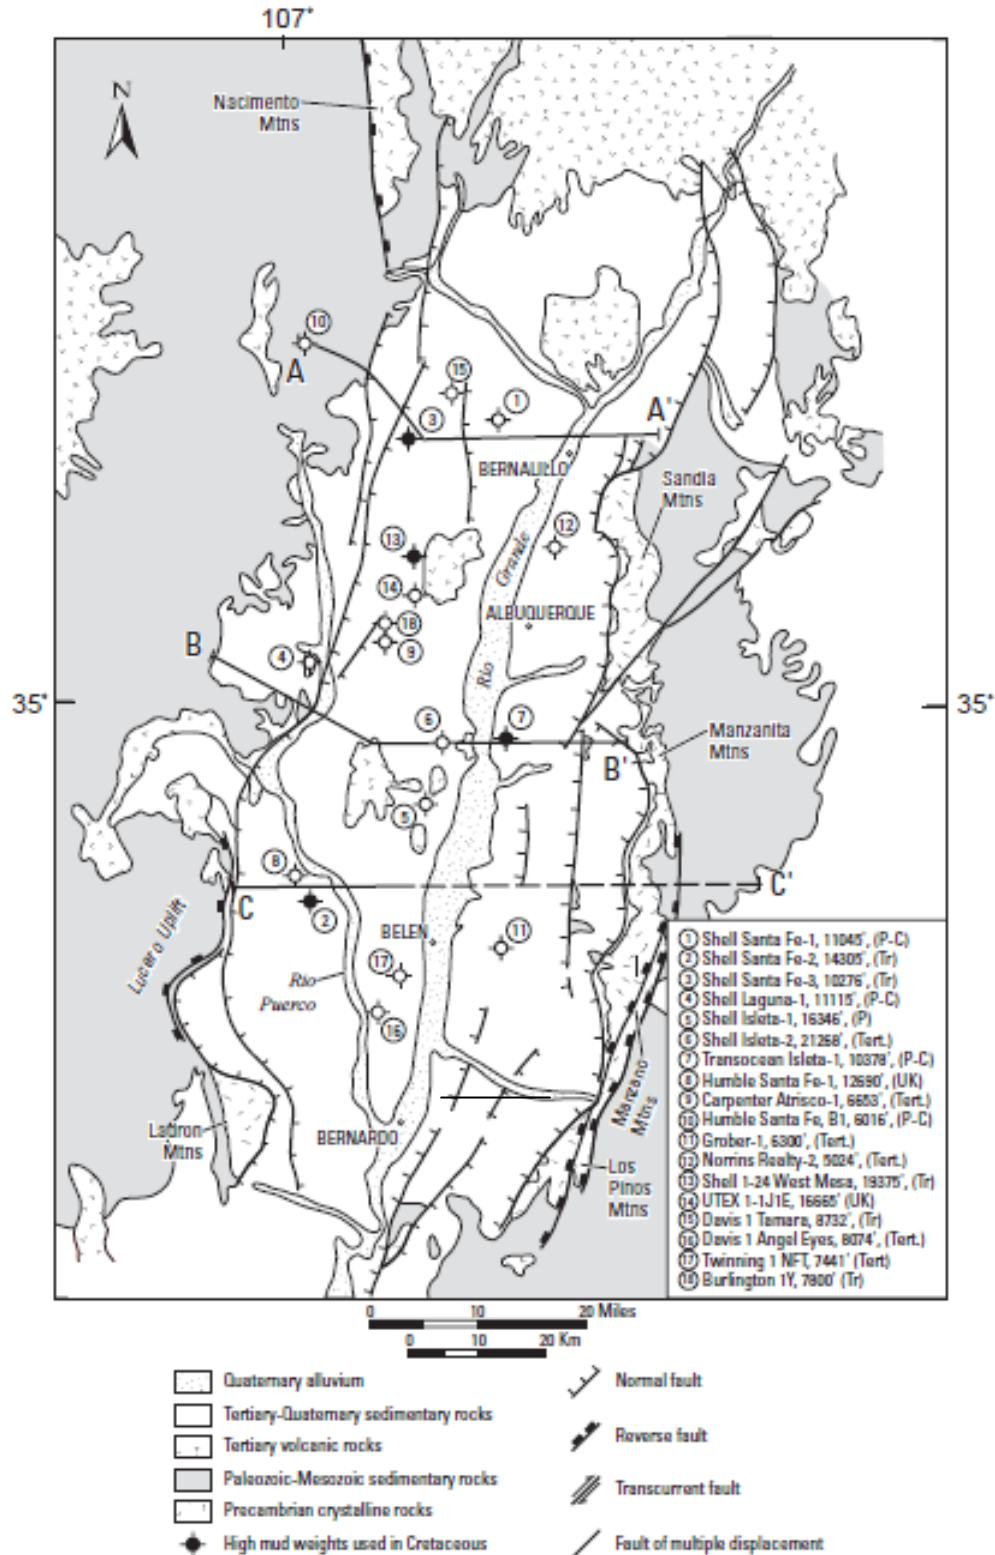 107°
N
Nacimento
Mtns
10
A
15
1
3
A'
BERNALILLO
Sandia
Mtns
12
13
Rio Grande
14
ALBUQUERQUE
18
9
B
4
35°
35°
6
7
Manzanita
Mtns
B'
5
8
C
C'
2
Lucero Uplift
BELEN
11
17
Rio
Puerco
16
Manzano
Mtns
Ladron
Mtns
BERNARDO
Los
Pinos
Mtns
1 Shell Santa Fe-1, 11045', (P-C)
2 Shell Santa Fe-2, 14305', (Tr)
3 Shell Santa Fe-3, 10276', (Tr)
4 Shell Laguna-1, 11115', (P-C)
5 Shell Isleta-1, 16346', (P)
6 Shell Isleta-2, 21268', (Tert.)
7 Transocean Isleta-1, 10378', (P-C)
8 Humble Santa Fe-1, 12690', (UK)
9 Carpenter Atrisco-1, 6653', (Tert.)
10 Humble Santa Fe, B1, 6016', (P-C)
11 Grober-1, 6300', (Tert.)
12 Norrins Realty-2, 5024', (Tert.)
13 Shell 1-24 West Mesa, 19375', (Tr)
14 UTEX 1-1J1E, 16665' (UK)
15 Davis 1 Tamara, 8732', (Tr)
16 Davis 1 Angel Eyes, 8074', (Tert.)
17 Twinning 1 NFT, 7441' (Tert)
18 Burlington 1Y, 7800' (Tr)
0 10 20 Miles
0 10 20 Km
Quaternary alluvium
Tertiary-Quaternary sedimentary rocks
Tertiary volcanic rocks
Paleozoic-Mesozoic sedimentary rocks
Precambrian crystalline rocks
High mud weights used in Cretaceous
Normal fault
Reverse fault
Transcurrent fault
Fault of multiple displacement